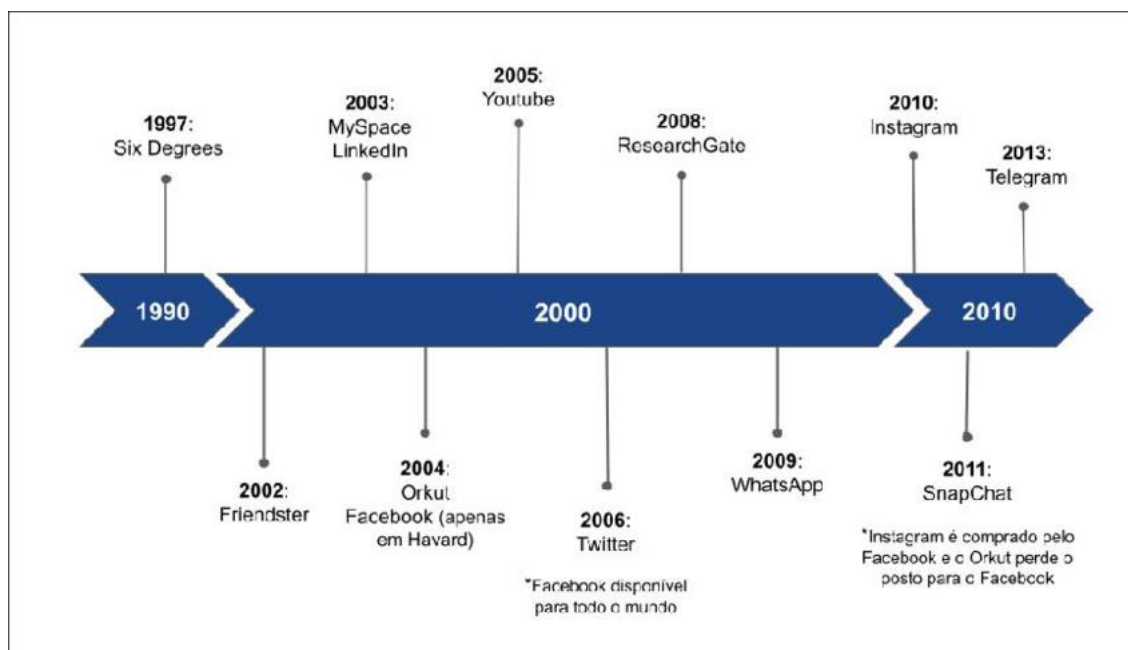 1997:
Six Degrees
2003:
MySpace
LinkedIn
2005:
Youtube
2008:
ResearchGate
2010:
Instagram
2013:
Telegram
1990
2000
2010
2002:
Friendster
2004:
Orkut
Facebook (apenas
em Havard)
2006:
Twitter
*Facebook disponível
para todo o mundo
2009:
WhatsApp
2011:
SnapChat
*Instagram é comprado pelo
Facebook e o Orkut perde o
posto para o Facebook